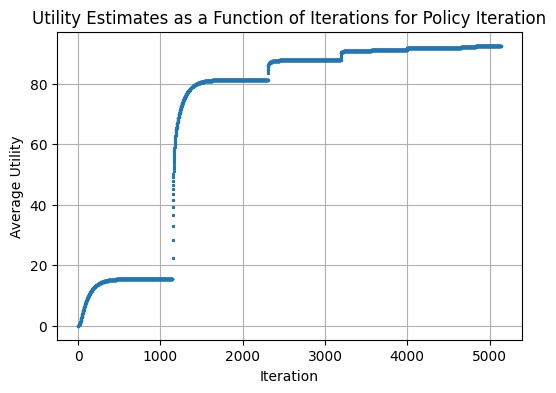 Utility Estimates as a Function of Iterations for Policy Iteration
Average Utility
80
60
40
20
0
0 1000 2000 3000 4000 5000
Iteration